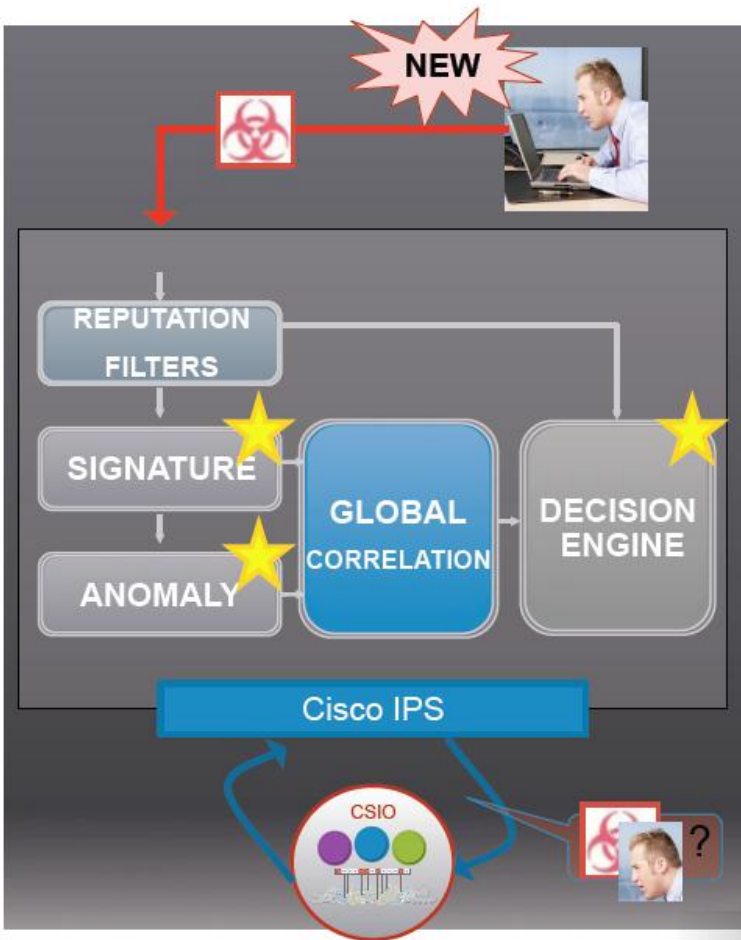 NEW
REPUTATION
FILTERS
SIGNATURE
ANOMALY
GLOBAL
CORRELATION
DECISION
ENGINE
Cisco IPS
CSIO
?